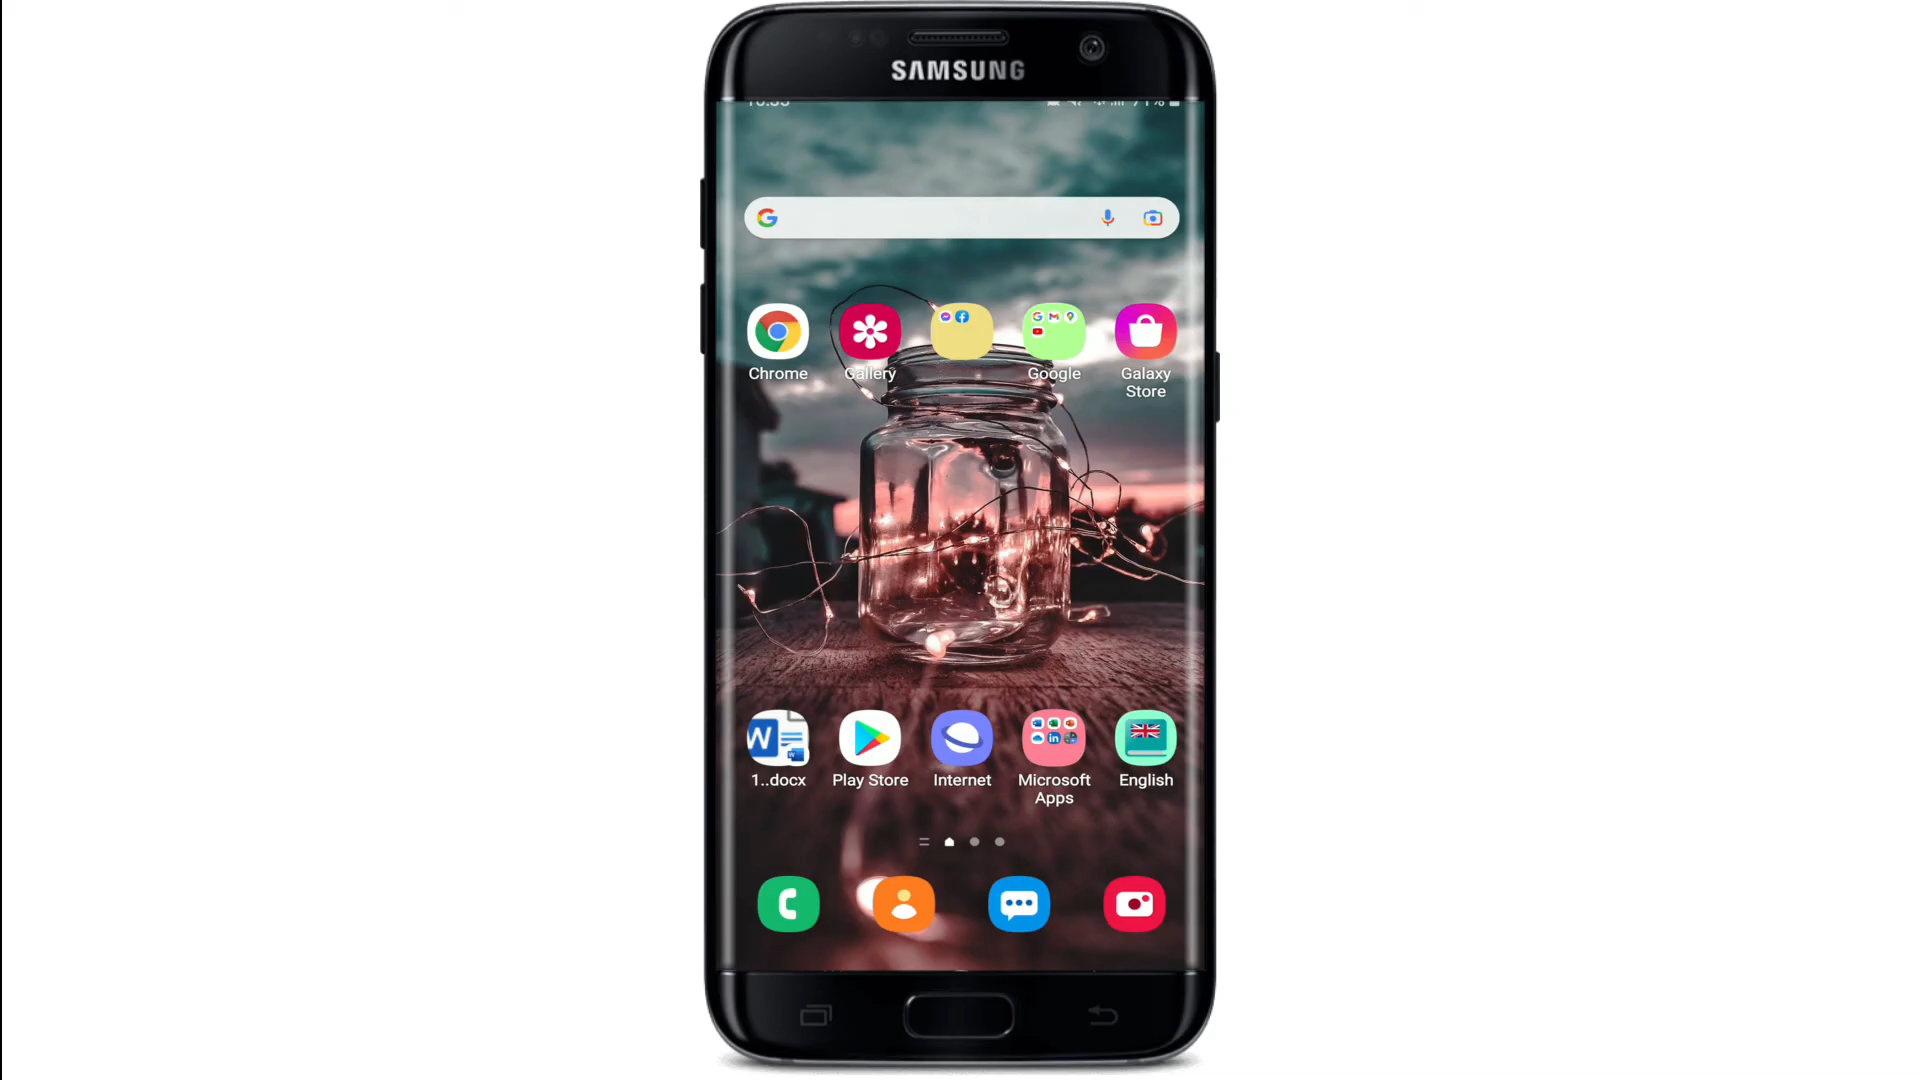 SAMSUNG
Chrome
Gallery
Google
Galaxy
Store
1..docx
Play Store
Internet
Microsoft
Apps
English